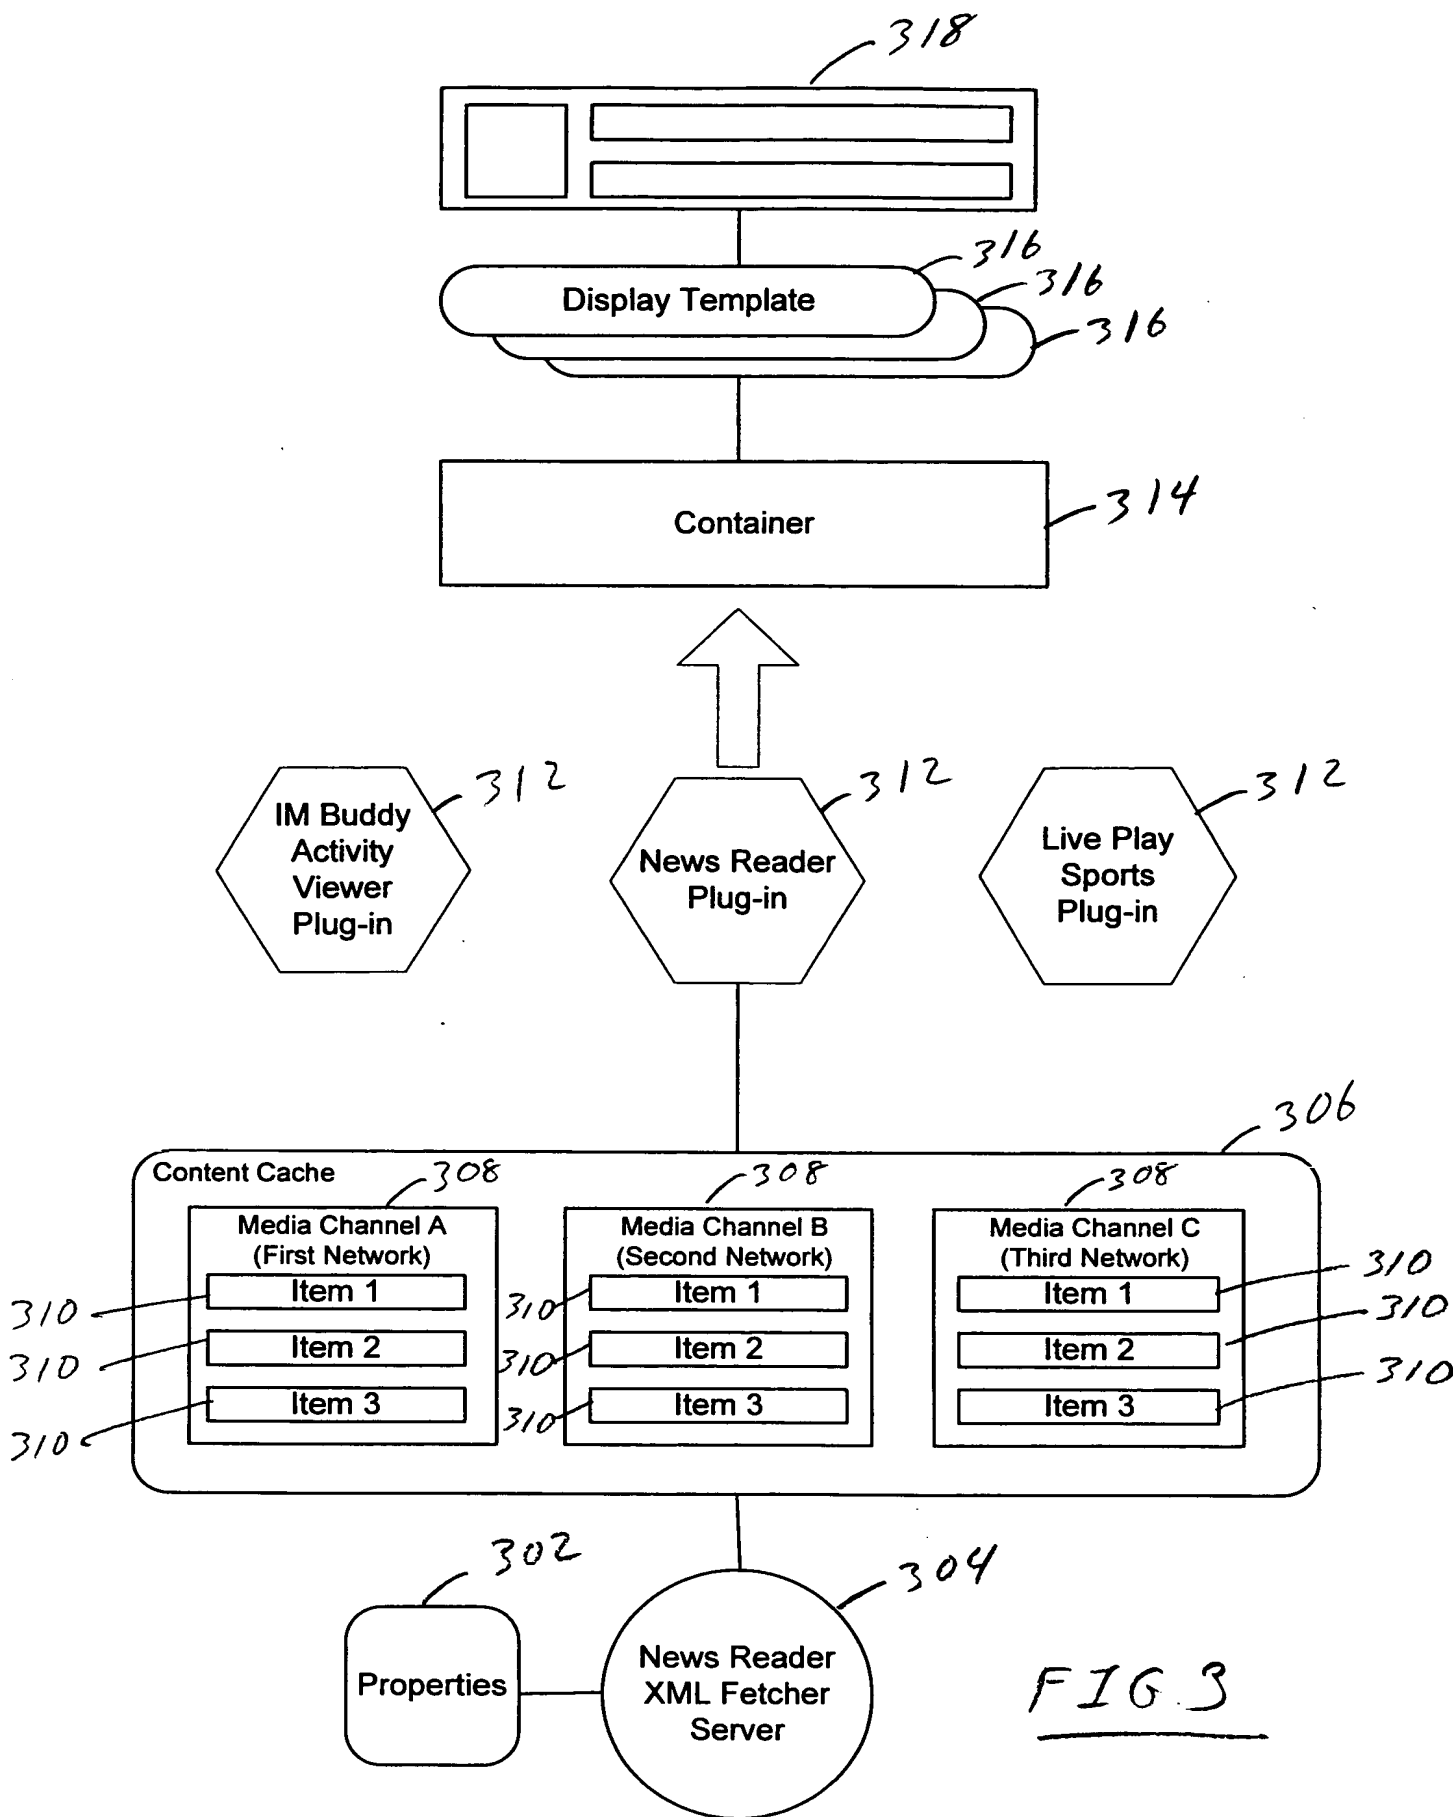 318
316
Display Template
316
316
Container
314
312
IM Buddy
Activity
Viewer
Plug-in
312
News Reader
Plug-in
312
Live Play
Sports
Plug-in
306
Content Cache
308
Media Channel A
(First Network)
310
Item 1
310
Item 2
310
Item 3
308
Media Channel B
(Second Network)
310
Item 1
310
Item 2
310
Item 3
308
Media Channel C
(Third Network)
Item 1
310
Item 2
310
Item 3
310
302
Properties
304
News Reader
XML Fetcher
Server
FIG.3